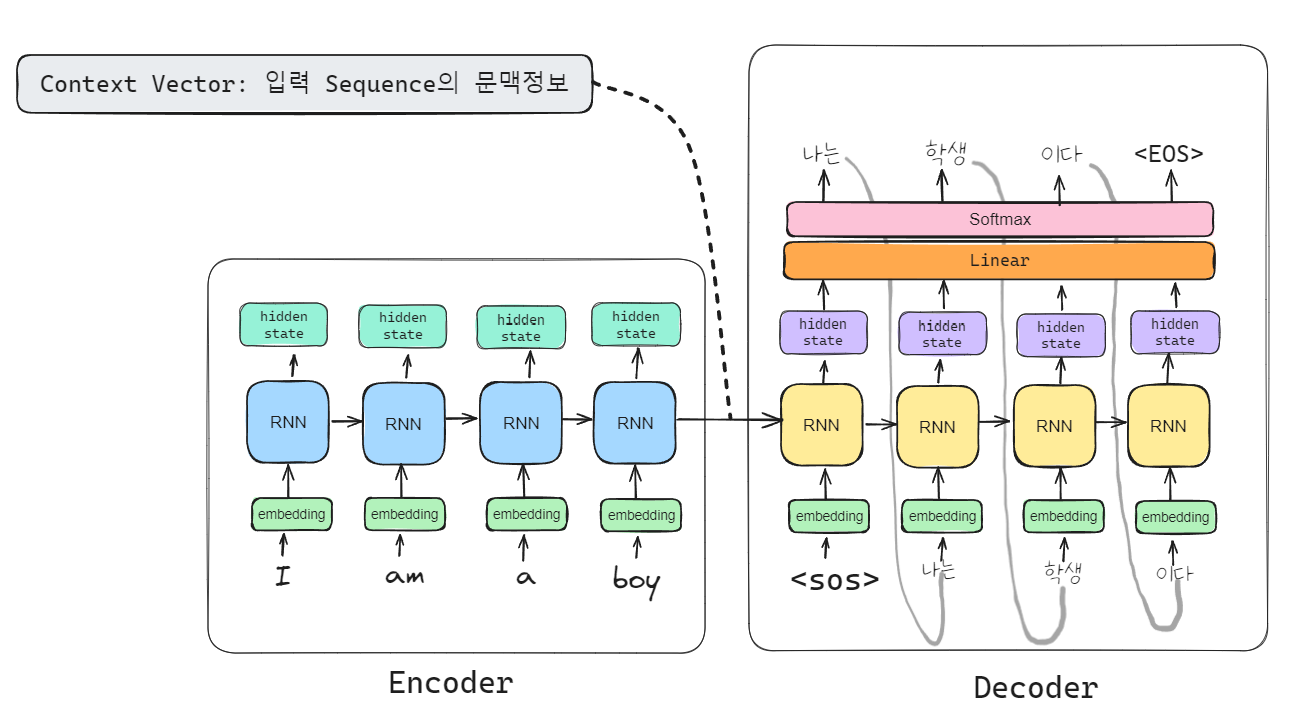 Context Vector: 입력 Sequence의 문맥정보
나는 학생 이다 <EOS>
Softmax
Linear
hidden state hidden state hidden state hidden state
hidden state hidden state hidden state hidden state
RNN RNN RNN RNN
RNN RNN RNN RNN
embedding embedding embedding embedding
embedding embedding embedding embedding
I am a boy
<sos> 나는 학생 이다
Encoder
Decoder